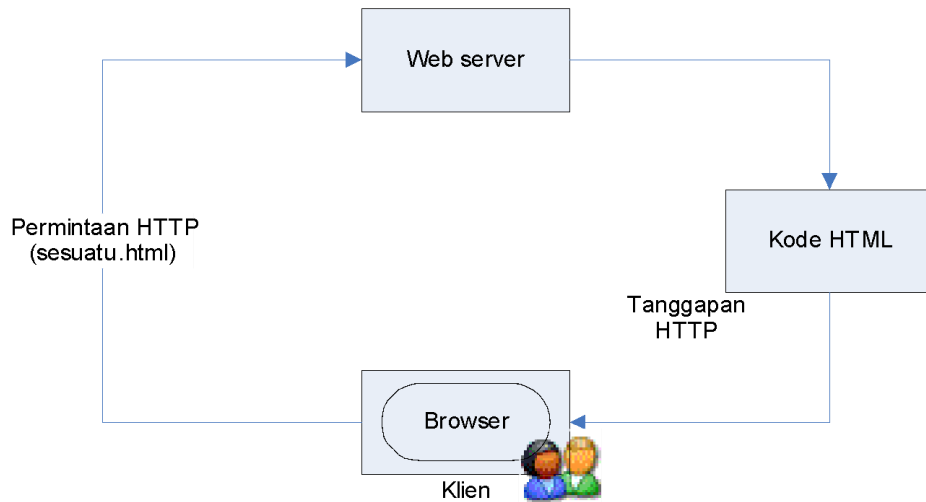 Web server
Permintaan HTTP
(sesuatu.html)
Kode HTML
Tanggapan
HTTP
Browser
Klien